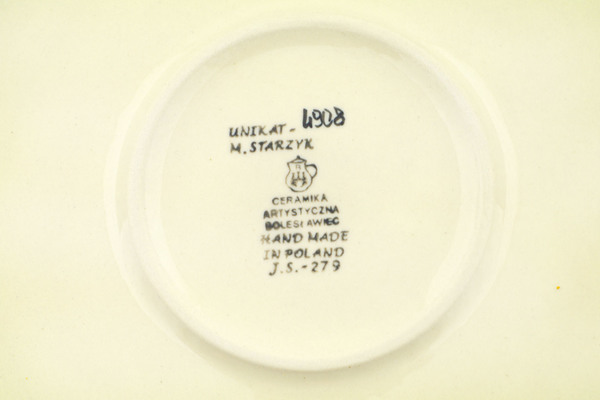 UNIKAT - 4908
M. STARZYK
CERAMIKA
ARTYSTYCZNA
BOLESŁAWIEC
HAND MADE
IN POLAND
J.S.-279